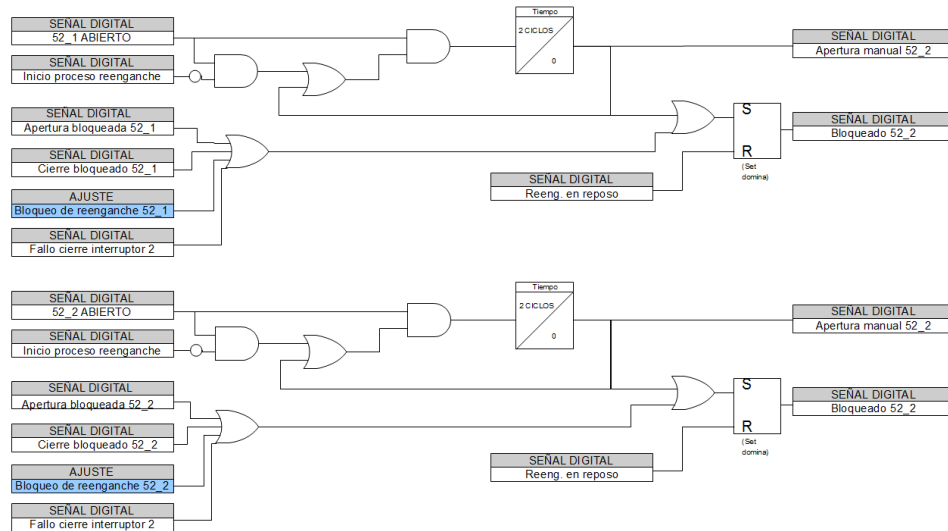 SEÑAL DIGITAL
52_1 ABIERTO
SEÑAL DIGITAL
Inicio proceso reenganche
SEÑAL DIGITAL
Apertura bloqueada 52_1
SEÑAL DIGITAL
Cierre bloqueado 52_1
AJUSTE
Bloqueo de reenganche 52_1
SEÑAL DIGITAL
Fallo cierre interruptor 2
Tiempo
2 CICLOS
0
SEÑAL DIGITAL
Apertura manual 52_2
SEÑAL DIGITAL
Reeng. en reposo
S
R
(Set
domina)
SEÑAL DIGITAL
Bloqueado 52_2
SEÑAL DIGITAL
52_2 ABIERTO
SEÑAL DIGITAL
Inicio proceso reenganche
SEÑAL DIGITAL
Apertura bloqueada 52_2
SEÑAL DIGITAL
Cierre bloqueado 52_2
AJUSTE
Bloqueo de reenganche 52_2
SEÑAL DIGITAL
Fallo cierre interruptor 2
Tiempo
2 CICLOS
0
SEÑAL DIGITAL
Apertura manual 52_2
SEÑAL DIGITAL
Reeng. en reposo
S
R
(Set
domina)
SEÑAL DIGITAL
Bloqueado 52_2